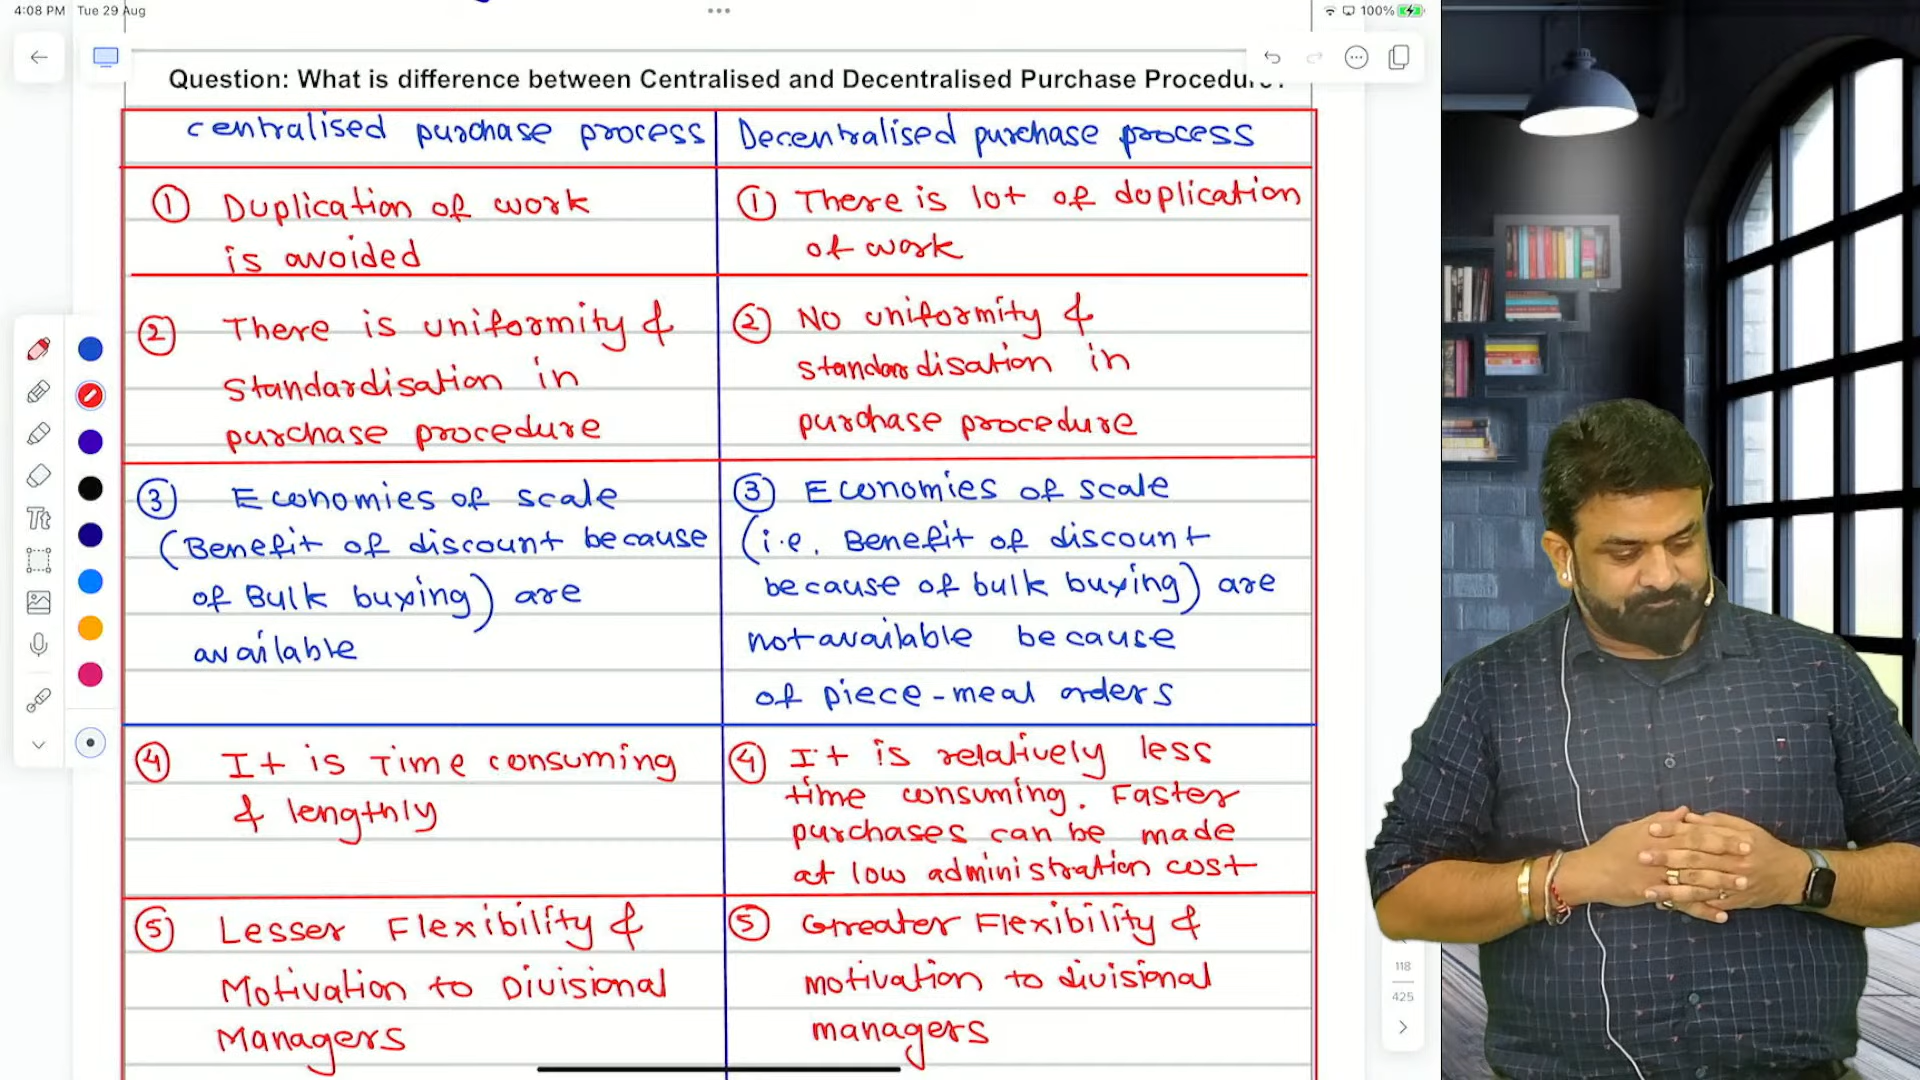 4:08 PM Tue 29 Aug
100%
Question: What is difference between Centralised and Decentralised Purchase Procedure?
centralised purchase process
Decentralised purchase process
① Duplication of work
is avoided
① There is lot of duplication
of work
② There is uniformity &
Standardisation in
purchase procedure
② No uniformity &
standardisation in
purchase procedure
③ Economies of scale
(Benefit of discount because
of Bulk buying) are
available
③ Economies of scale
(i.e. Benefit of discount
because of bulk buying) are
not available because
of piece-meal orders
④ It is Time consuming
& lengthly
④ It is relatively less
time consuming. Faster
purchases can be made
at low administration cost
⑤ Lesser Flexibility &
Motivation to Divisional
Managers
⑤ Greater Flexibility &
motivation to divisional
managers
Tt
118
425